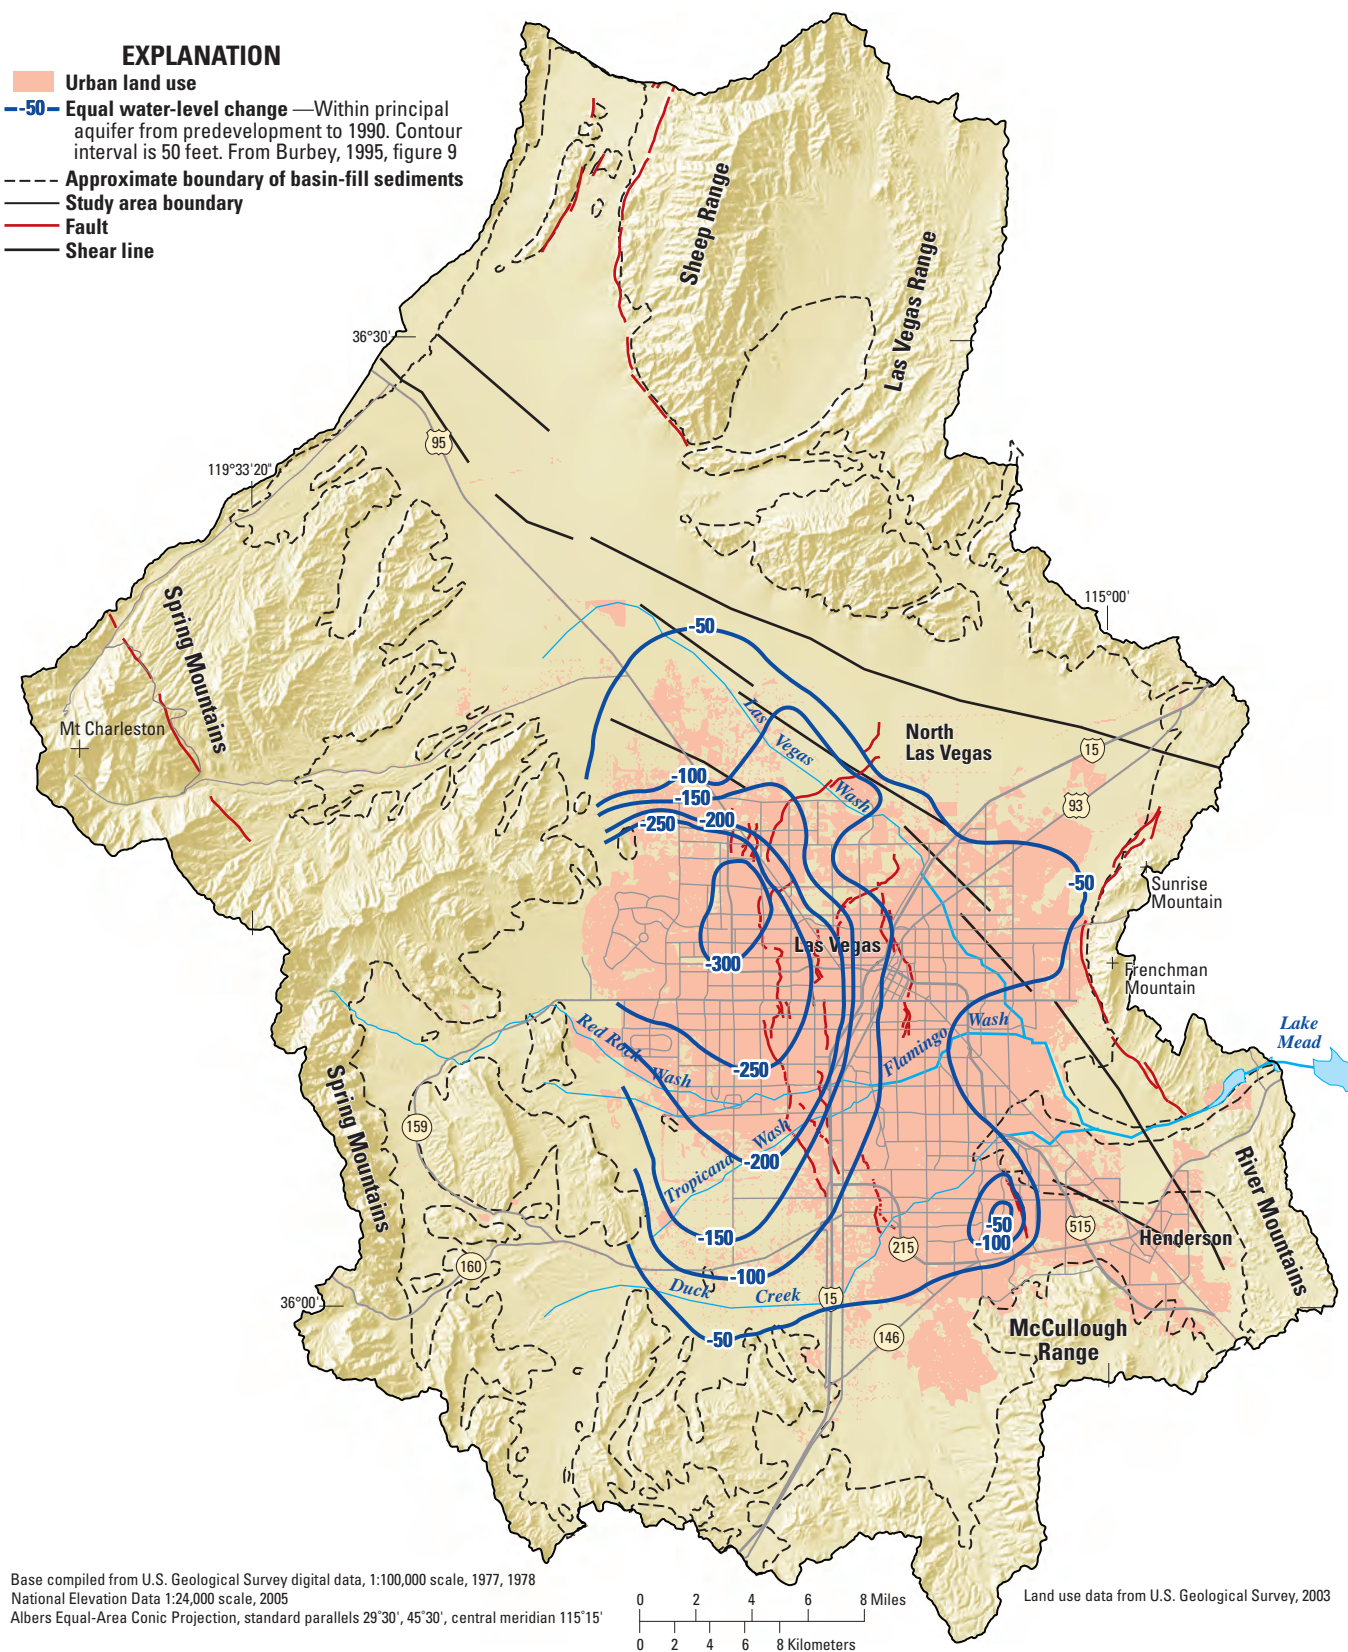 EXPLANATION
Urban land use
-50 Equal water-level change —Within principal
aquifer from predevelopment to 1990. Contour
interval is 50 feet. From Burbey, 1995, figure 9
Approximate boundary of basin-fill sediments
Study area boundary
Fault
Shear line
Sheep Range
Las Vegas Range
36°30'
95
119°33'20"
115°00'
Spring Mountains
Mt Charleston
-50
Las
Vegas
Wash
North
Las Vegas
15
93
-100
-150
-200
-250
-50
Sunrise
Mountain
Las Vegas
-300
Frenchman
Mountain
Red Rock
Wash
Flamingo
Wash
Lake
Mead
-250
Spring Mountains
159
Tropicana
Wash
-200
River Mountains
-150
-50
-100
515
Henderson
215
160
-100
Duck
Creek
15
36°00'
-50
146
McCullough
Range
Base compiled from U.S. Geological Survey digital data, 1:100,000 scale, 1977, 1978
National Elevation Data 1:24,000 scale, 2005
Albers Equal-Area Conic Projection, standard parallels 29°30', 45°30', central meridian 115°15'
0 2 4 6 8 Miles
0 2 4 6 8 Kilometers
Land use data from U.S. Geological Survey, 2003